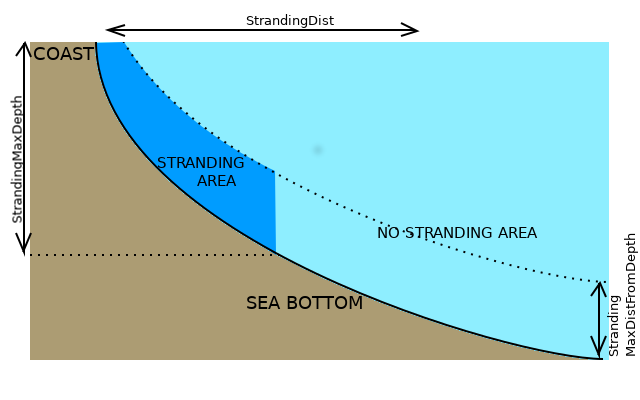 StrandingDist
COAST
StrandingMaxDepth
STRANDING
AREA
NO STRANDING AREA
SEA BOTTOM
Stranding
MaxDistFromDepth